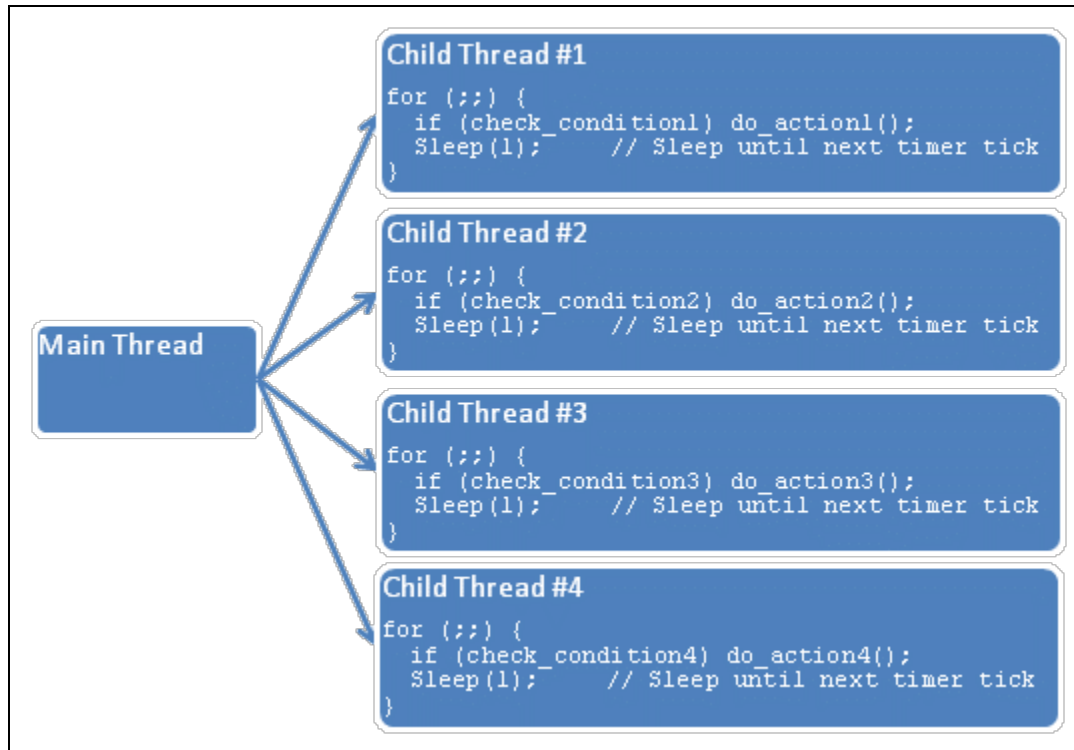 Child Thread #1
for (;;) {
if (check_condition1) do_action1();
Sleep(1); // Sleep until next timer tick
}
Child Thread #2
for (;;) {
if (check_condition2) do_action2();
Sleep(1); // Sleep until next timer tick
}
Main Thread
Child Thread #3
for (;;) {
if (check_condition3) do_action3();
Sleep(1); // Sleep until next timer tick
}
Child Thread #4
for (;;) {
if (check_condition4) do_action4();
Sleep(1); // Sleep until next timer tick
}